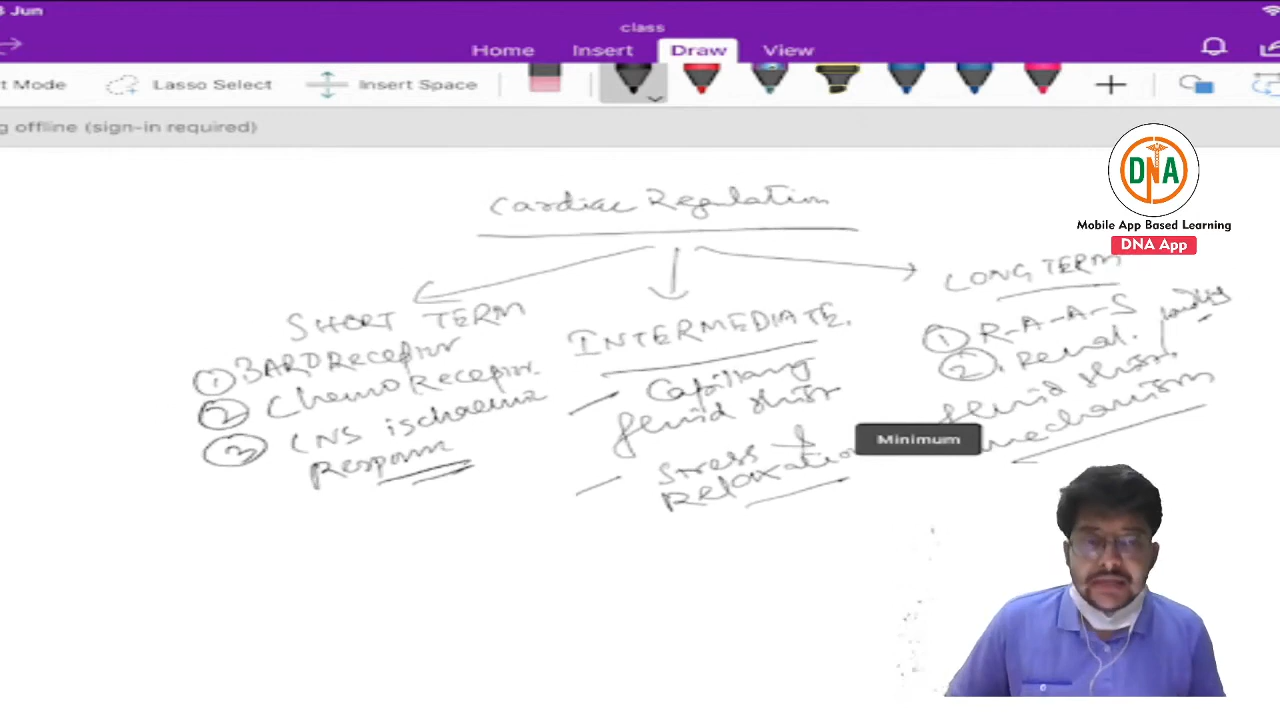 3 Jun
class
Home Insert Draw View
t Mode Lasso Select Insert Space
g offline (sign-in required)
DNA
Mobile App Based Learning
DNA App
Cardiac Regulation
SHORT TERM
① BARO Receptor
② Chemo Receptor.
③ CNS ischaemic
Response
INTERMEDIATE.
- Capillary
fluid shift
- Stress &
Relaxation
LONG TERM
① R-A-A-S
② Renal.
fluid shift
mechanism
Minimum